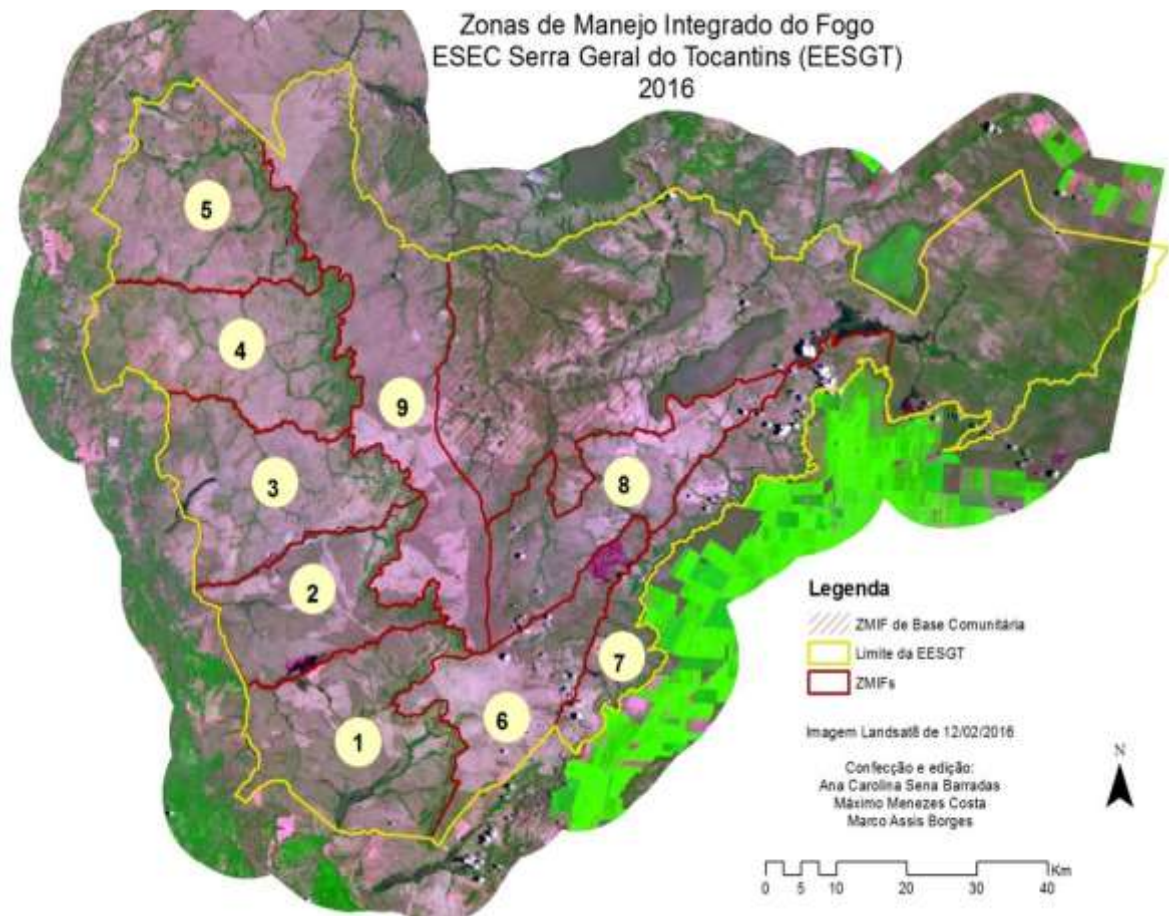 Zonas de Manejo Integrado do Fogo
ESEC Serra Geral do Tocantins (EESGT)
2016
5
4
9
3
8
2
7
6
1
Legenda
ZMIF de Base Comunitária
Limite da EESGT
ZMIFs
Imagem Landsat8 de 12/02/2016
Confecção e edição:
Ana Carolina Sena Barradas
Máximo Menezes Costa
Marco Assis Borges
N
Km
0 5 10 20 30 40